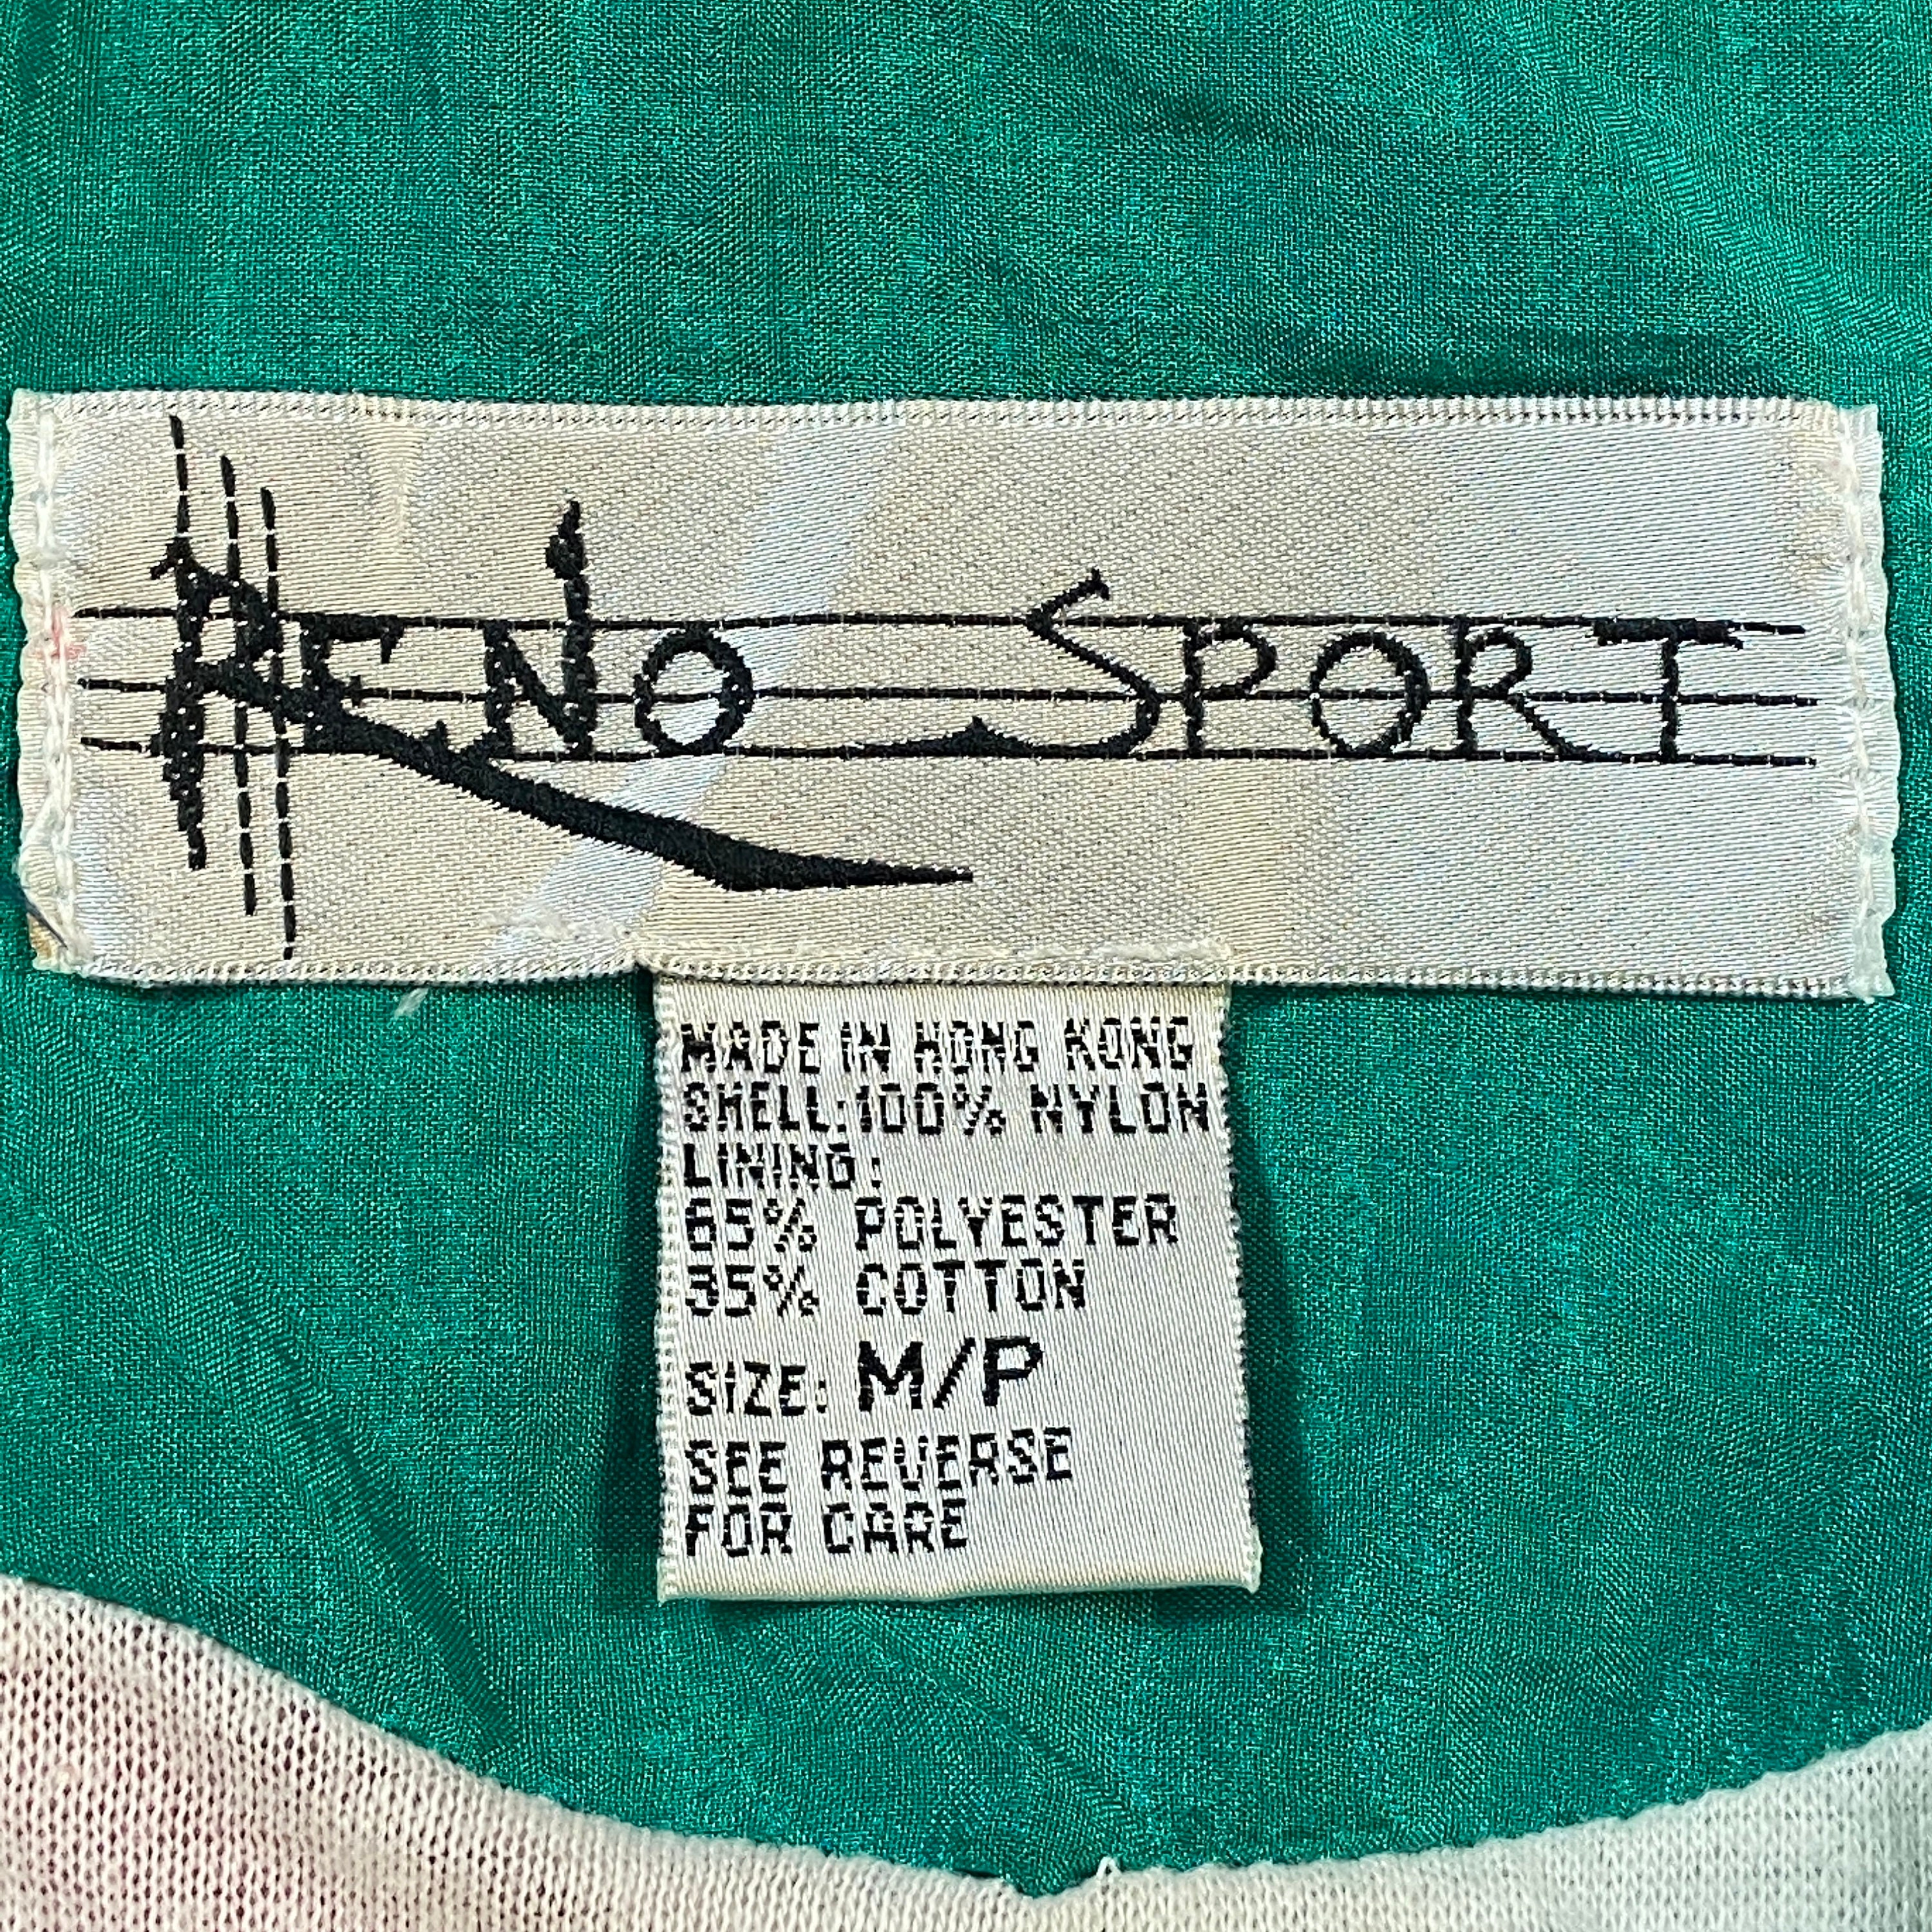 RENO SPORT
MADE IN HONG KONG
SHELL:100% NYLON
LINING:
65% POLYESTER
35% COTTON
SIZE: M/P
SEE REVERSE
FOR CARE